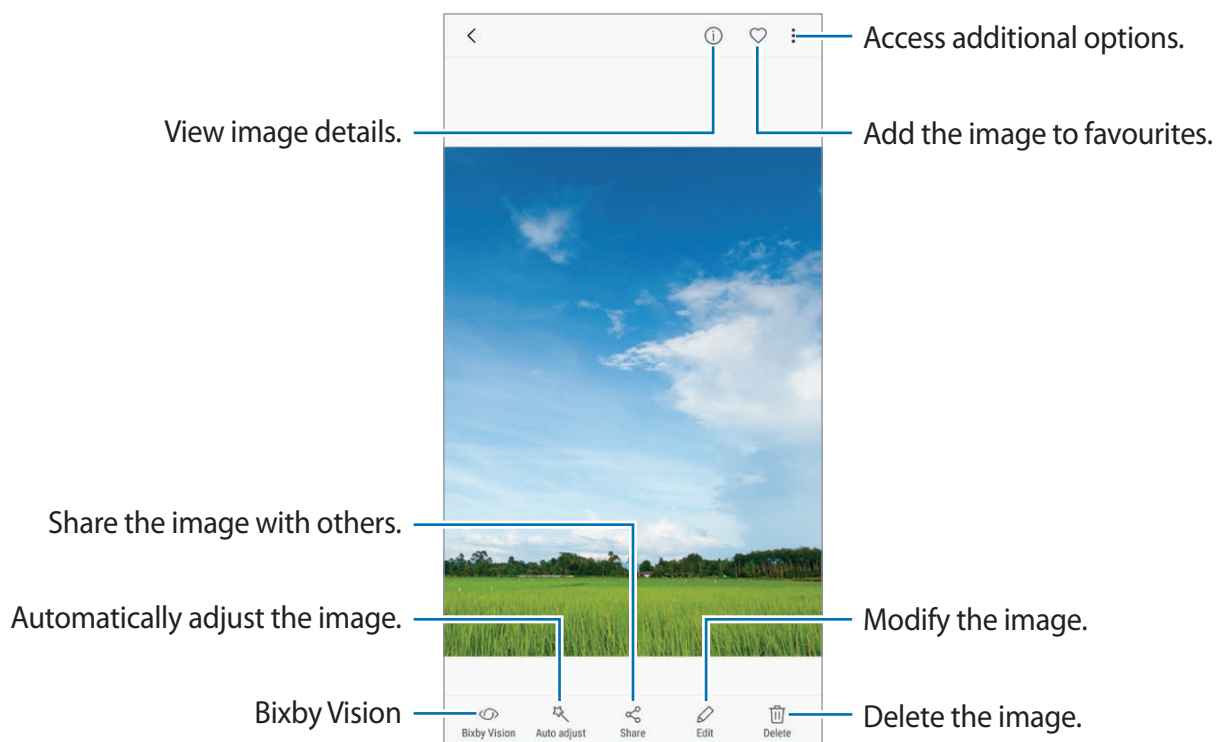 Access additional options.
View image details.
Add the image to favourites.
Share the image with others.
Automatically adjust the image.
Modify the image.
Bixby Vision
Delete the image.
Bixby Vision
Auto adjust
Share
Edit
Delete